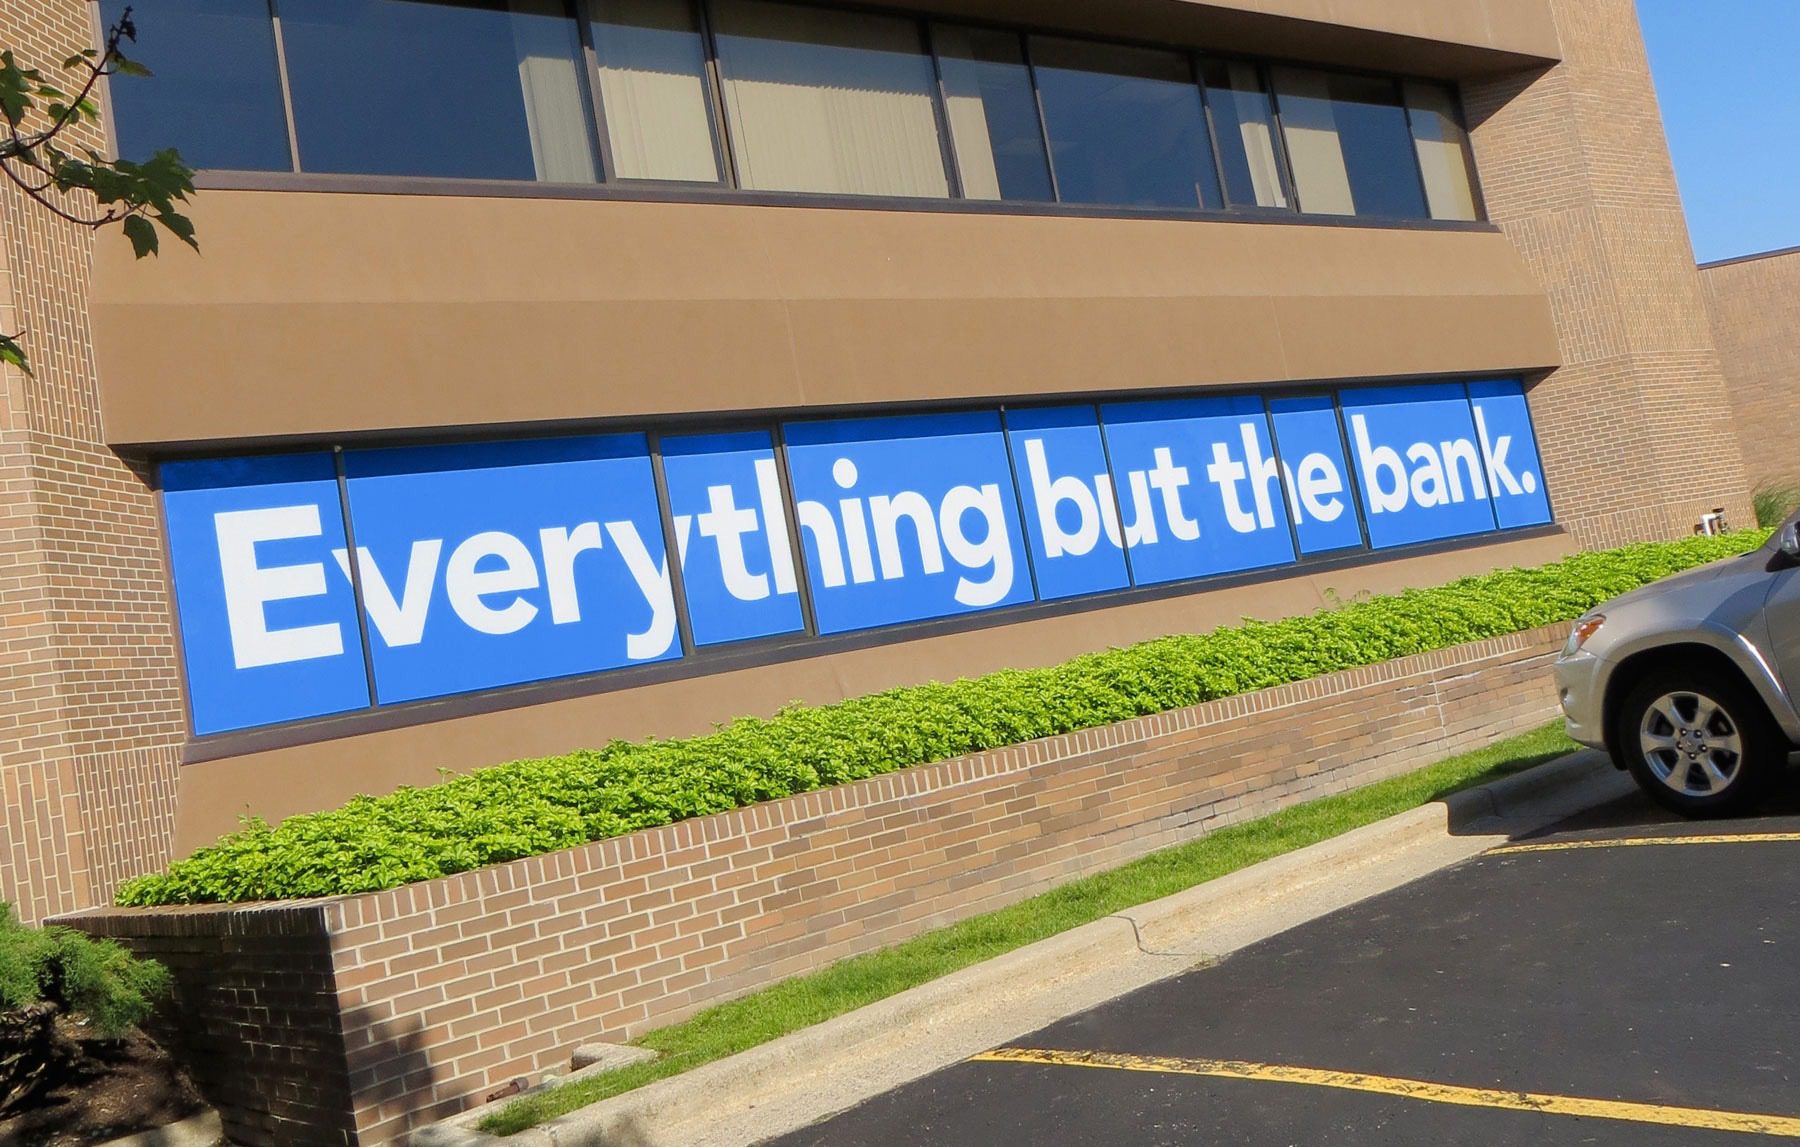 Everything but the bank.